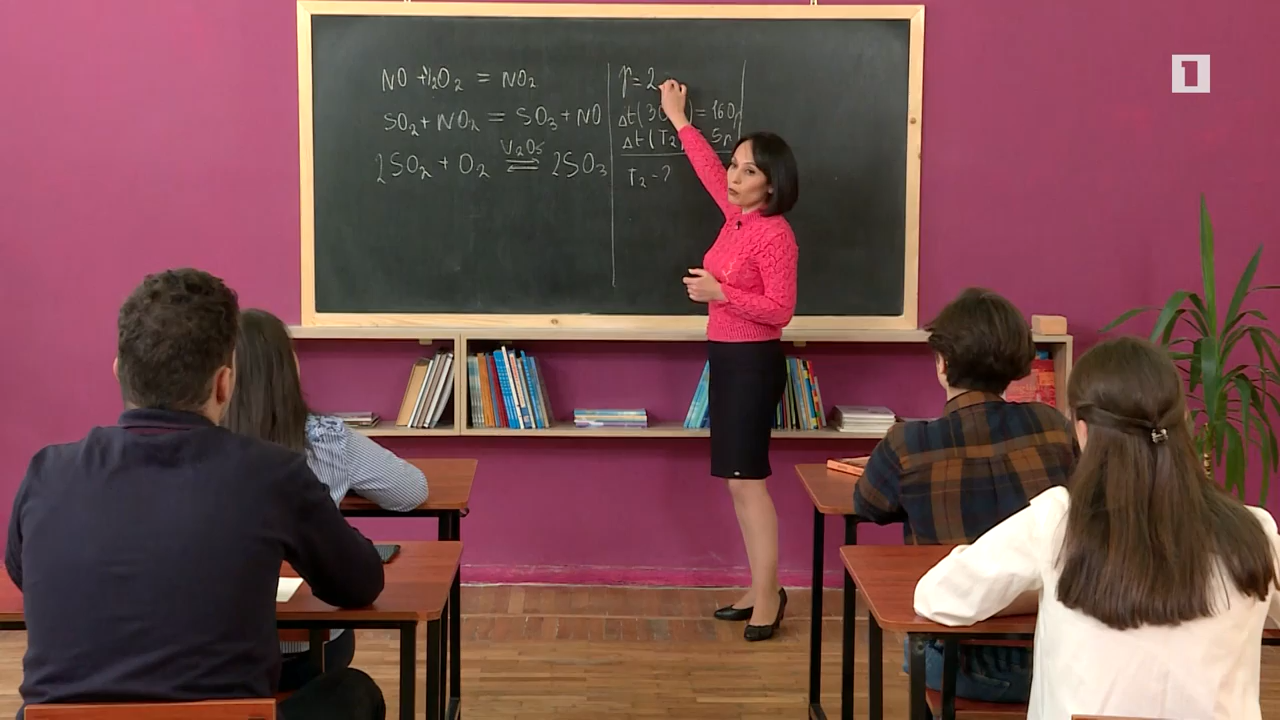 NO + ½O₂ = NO₂
SO₂ + NO₂ = SO₃ + NO
2SO₂ + O₂ ⇌ 2SO₃
V₂O₅
γ = 2
Δt(30 ) = 160
Δt(T₂) 5
T₂ - ?
1